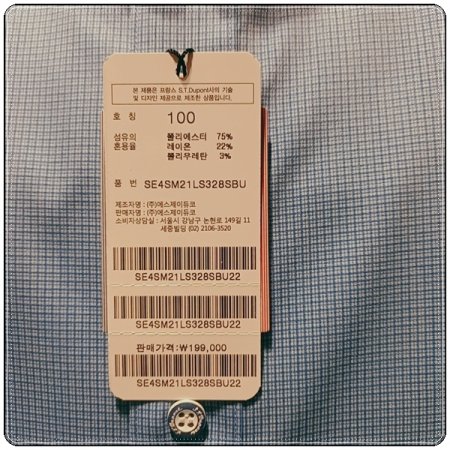 본 제품은 프랑스 S.T.Dupont사의 기술
및 디자인 제공으로 제조한 상품입니다.
호 칭 100
섬유의 폴리에스터 75%
혼용율 레이온 22%
폴리우레탄 3%
품 번 SE4SM21LS328SBU
제조자명 : (주)에스제이듀코
판매자명 : (주)에스제이듀코
소비자상담실 : 서울시 강남구 논현로 149길 11
세중빌딩 (02) 2106-3520
SE4SM21LS328SBU22
SE4SM21LS328SBU22
판매가격:₩199,000
SE4SM21LS328SBU22